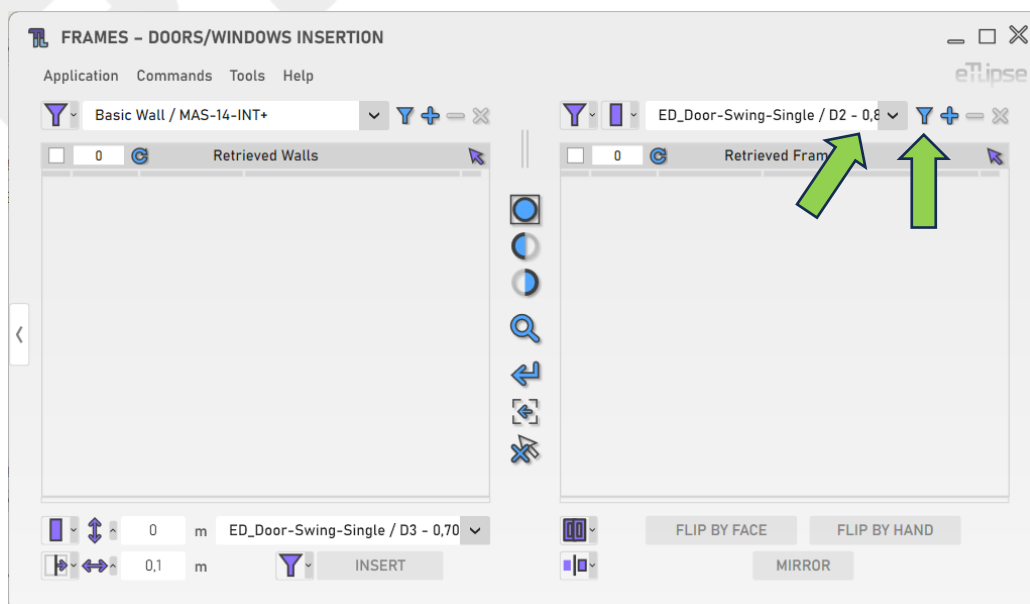 FRAMES – DOORS/WINDOWS INSERTION
Application Commands Tools Help
eTLipse
Basic Wall / MAS-14-INT+
ED_Door-Swing-Single / D2 - 0,8
0 Retrieved Walls
0 Retrieved Fram
0 m ED_Door-Swing-Single / D3 - 0,70
FLIP BY FACE FLIP BY HAND
0,1 m INSERT
MIRROR